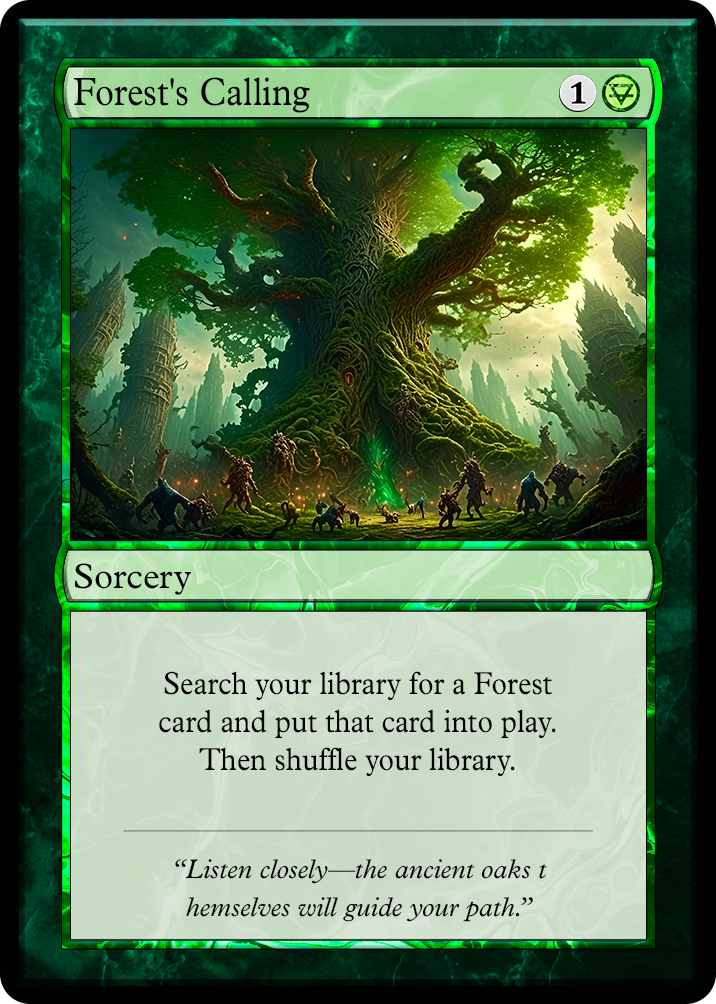 Forest's Calling
1
Sorcery
Search your library for a Forest
card and put that card into play.
Then shuffle your library.
“Listen closely—the ancient oaks t
hemselves will guide your path.”